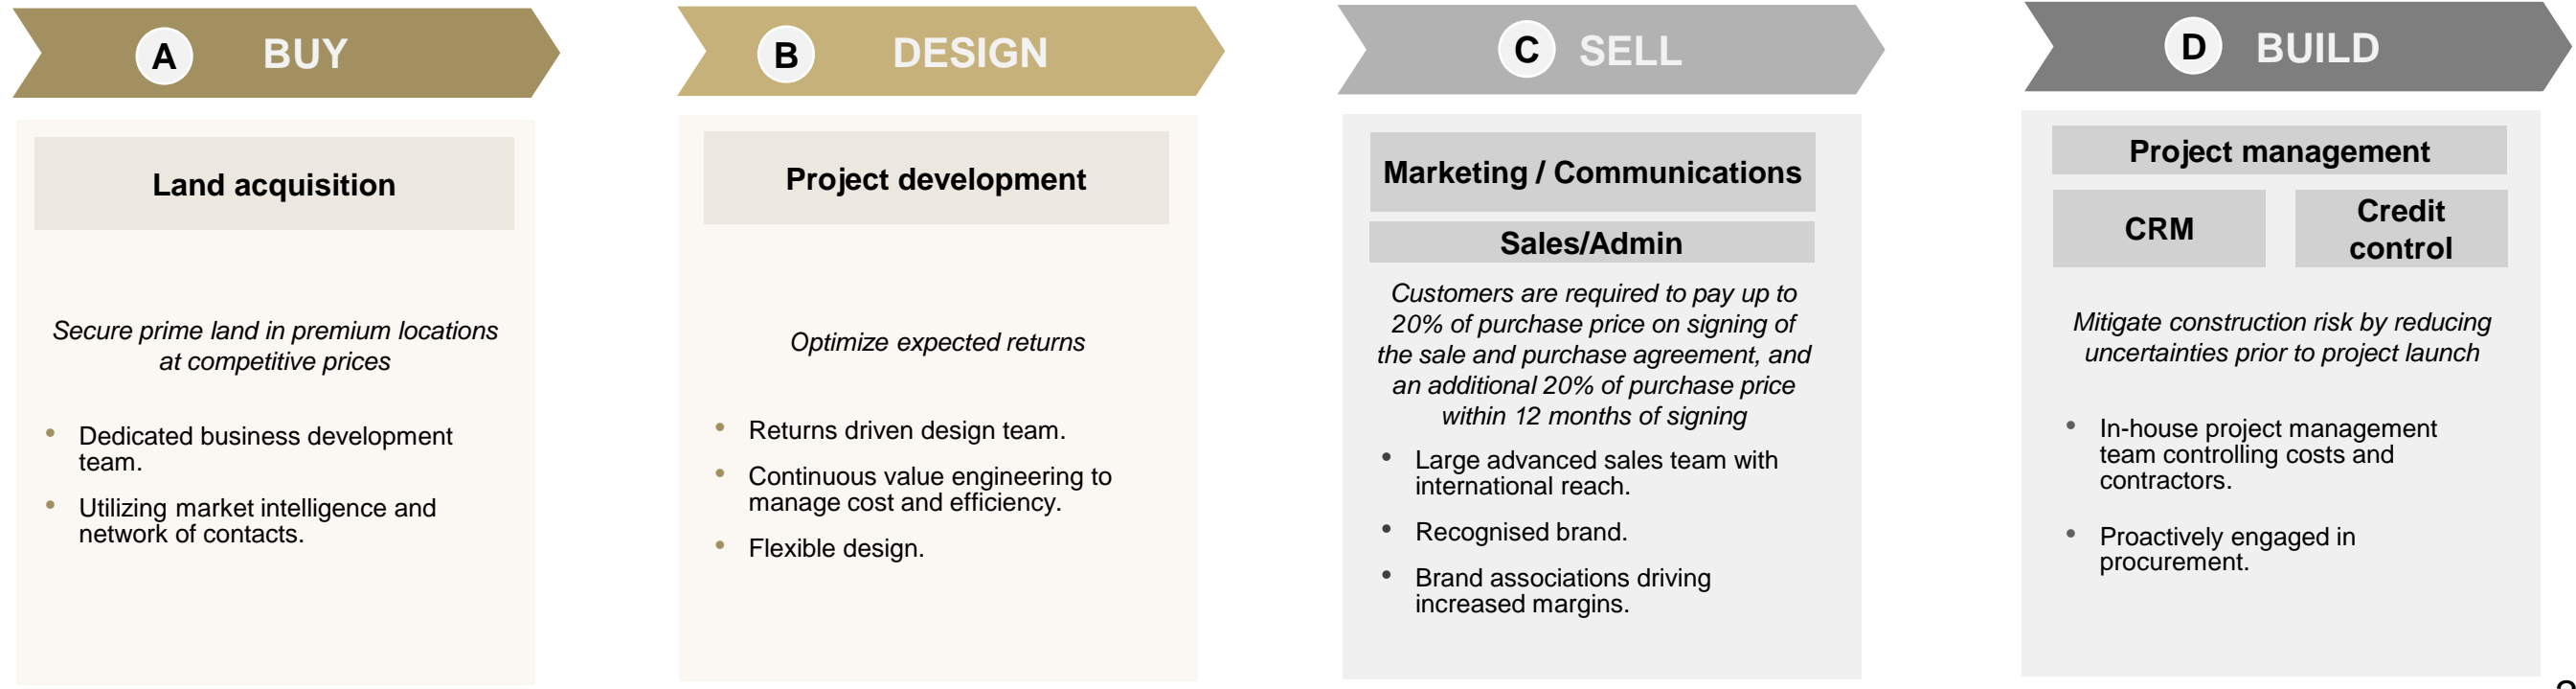 A BUY
Land acquisition
Secure prime land in premium locations
at competitive prices
• Dedicated business development
team.
• Utilizing market intelligence and
network of contacts.
B DESIGN
Project development
Optimize expected returns
• Returns driven design team.
• Continuous value engineering to
manage cost and efficiency.
• Flexible design.
C SELL
Marketing / Communications
Sales/Admin
Customers are required to pay up to
20% of purchase price on signing of
the sale and purchase agreement, and
an additional 20% of purchase price
within 12 months of signing
• Large advanced sales team with
international reach.
• Recognised brand.
• Brand associations driving
increased margins.
D BUILD
Project management
CRM
Credit
control
Mitigate construction risk by reducing
uncertainties prior to project launch
• In-house project management
team controlling costs and
contractors.
• Proactively engaged in
procurement.